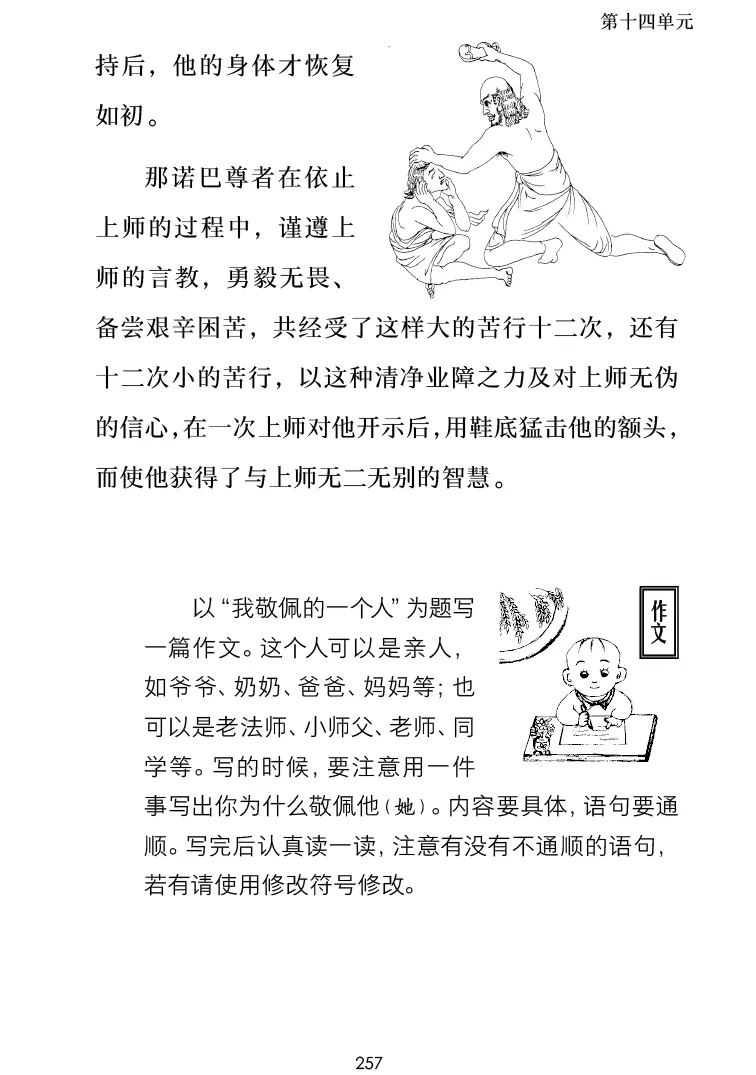 第十四单元
持后，他的身体才恢复
如初。
那诺巴尊者在依止
上师的过程中，谨遵上
师的言教，勇毅无畏、
备尝艰辛困苦，共经受了这样大的苦行十二次，还有
十二次小的苦行，以这种清净业障之力及对上师无伪
的信心，在一次上师对他开示后，用鞋底猛击他的额头，
而使他获得了与上师无二无别的智慧。
以“我敬佩的一个人”为题写
一篇作文。这个人可以是亲人，
如爷爷、奶奶、爸爸、妈妈等；也
可以是老法师、小师父、老师、同
学等。写的时候，要注意用一件
事写出你为什么敬佩他（她）。内容要具体，语句要通
顺。写完后认真读一读，注意有没有不通顺的语句，
若有请使用修改符号修改。
作文
257